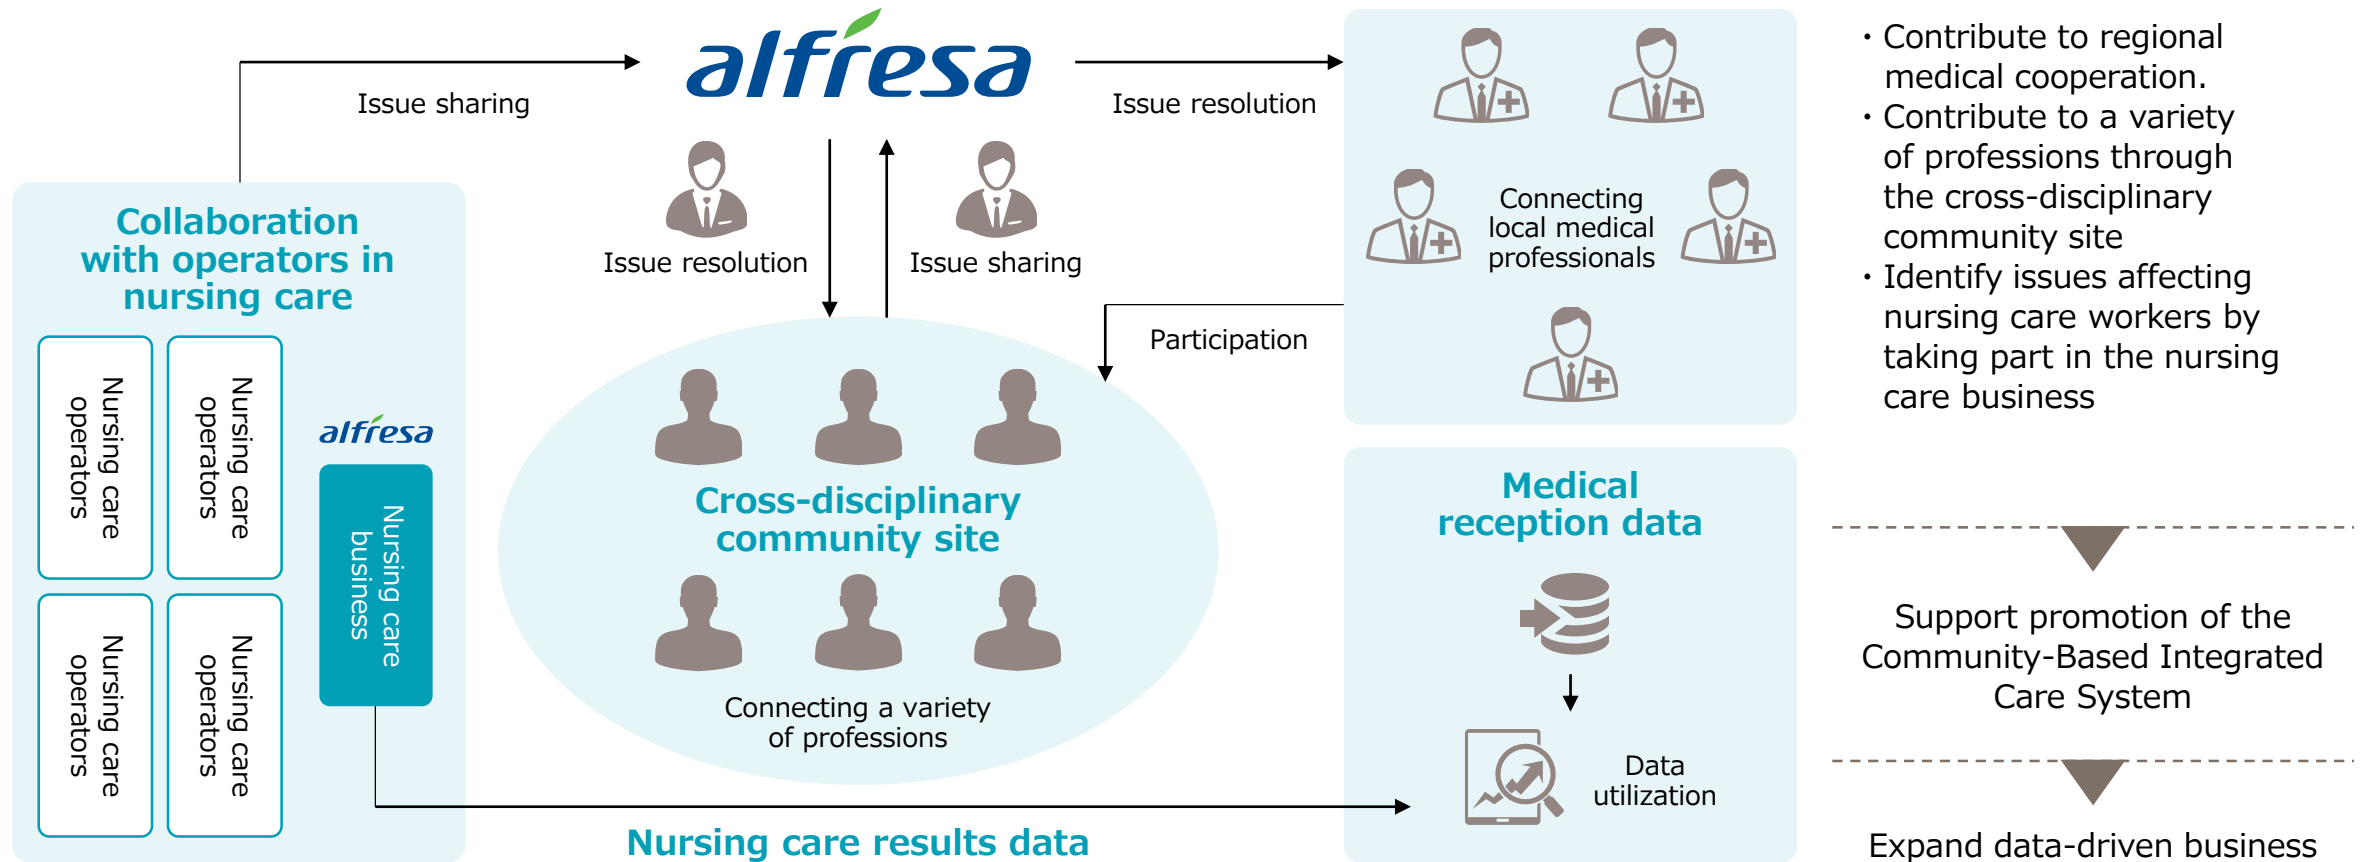 alfresa
Issue sharing
Issue resolution
Issue resolution
Issue sharing
Collaboration
with operators in
nursing care
Nursing care
operators
Nursing care
operators
Nursing care
operators
Nursing care
operators
alfresa
Nursing care
business
Cross-disciplinary
community site
Connecting a variety
of professions
Participation
Connecting
local medical
professionals
Medical
reception data
Data
utilization
Nursing care results data
・Contribute to regional
medical cooperation.
・Contribute to a variety
of professions through
the cross-disciplinary
community site
・Identify issues affecting
nursing care workers by
taking part in the nursing
care business
Support promotion of the
Community-Based Integrated
Care System
Expand data-driven business